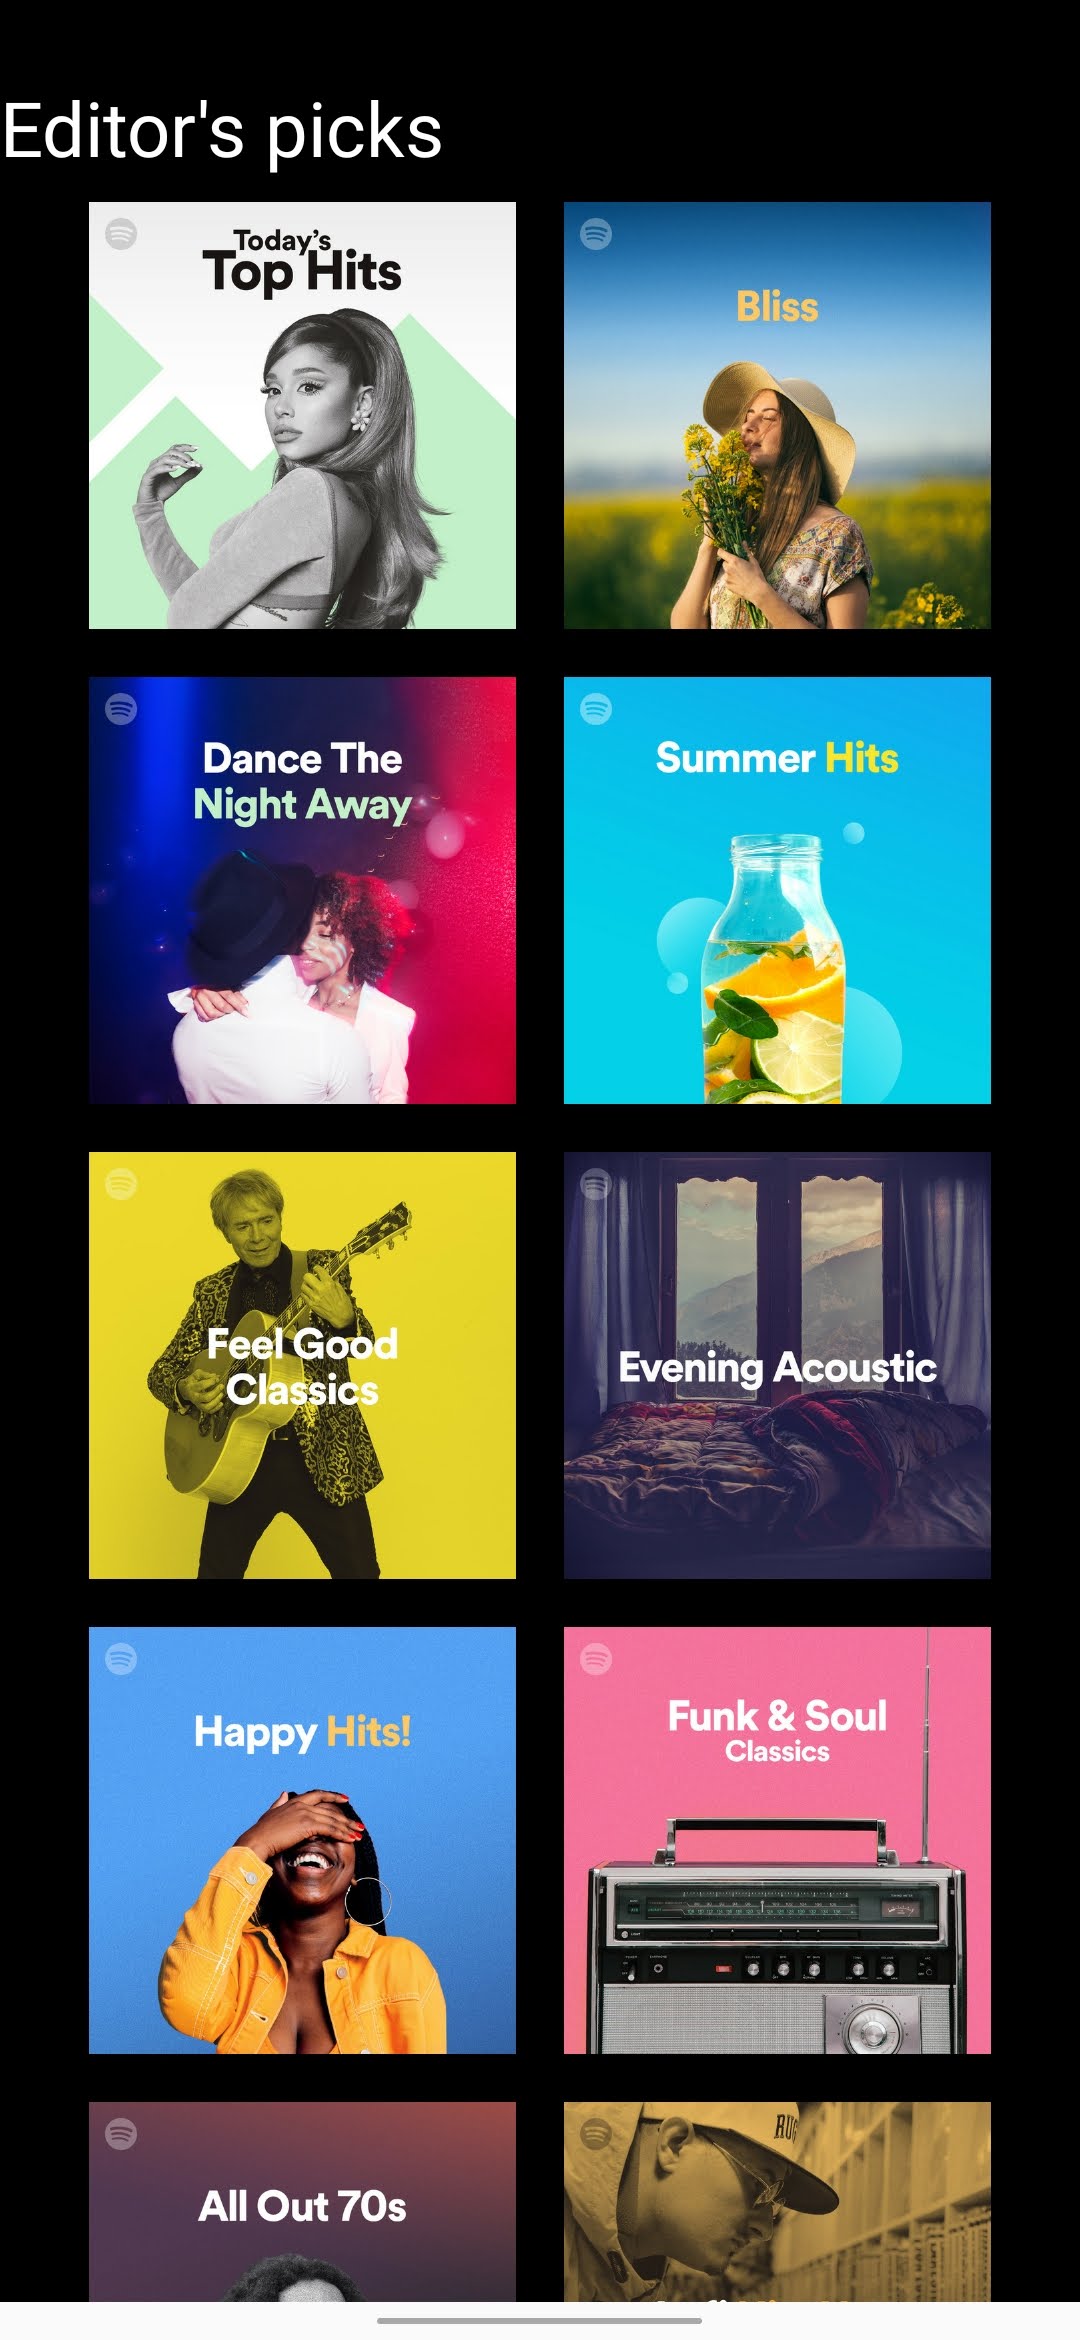 Editor's picks
Today's
Top Hits
Bliss
Dance The
Night Away
Summer Hits
Feel Good
Classics
Evening Acoustic
Happy Hits!
Funk & Soul
Classics
All Out 70s